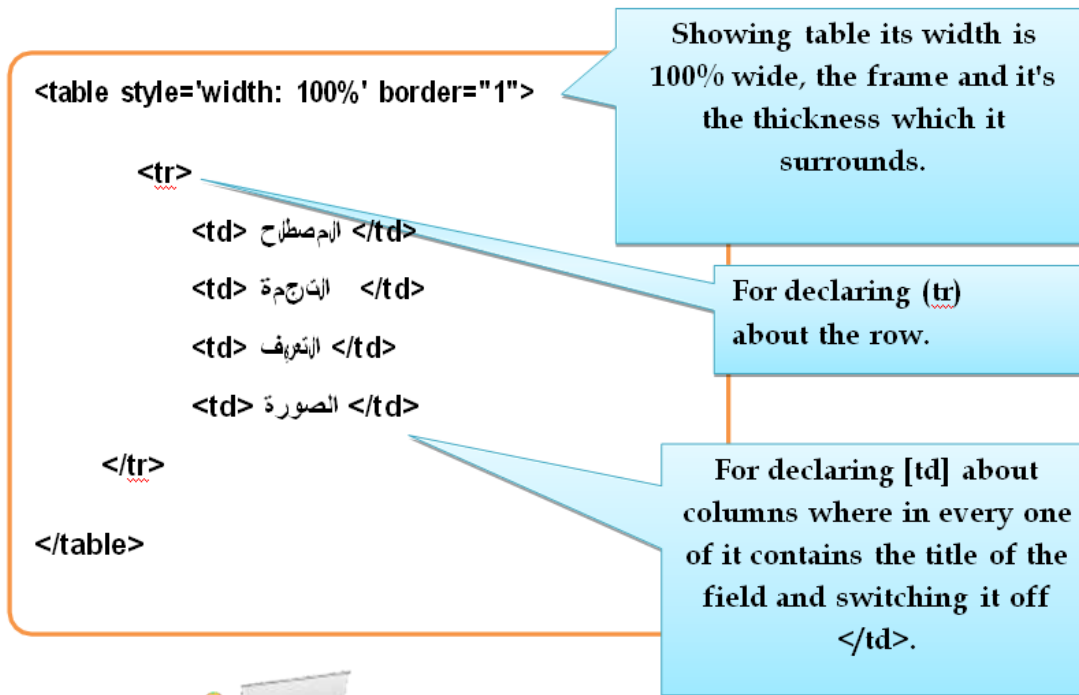 <table style='width: 100%' border="1">
<tr>
<td> المصطلح </td>
<td> الترجمة </td>
<td> التعريف </td>
<td> الصورة </td>
</tr>
</table>
Showing table its width is
100% wide, the frame and it's
the thickness which it
surrounds.
For declaring (tr)
about the row.
For declaring [td] about
columns where in every one
of it contains the title of the
field and switching it off
</td>.